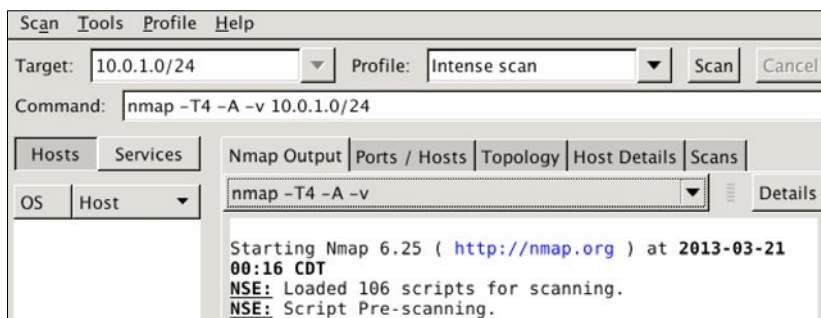 Scan Tools Profile Help
Target: 10.0.1.0/24 Profile: Intense scan Scan Cancel
Command: nmap -T4 -A -v 10.0.1.0/24
Hosts Services Nmap Output Ports / Hosts Topology Host Details Scans
OS Host nmap -T4 -A -v Details
Starting Nmap 6.25 ( http://nmap.org ) at 2013-03-21
00:16 CDT
NSE: Loaded 106 scripts for scanning.
NSE: Script Pre-scanning.